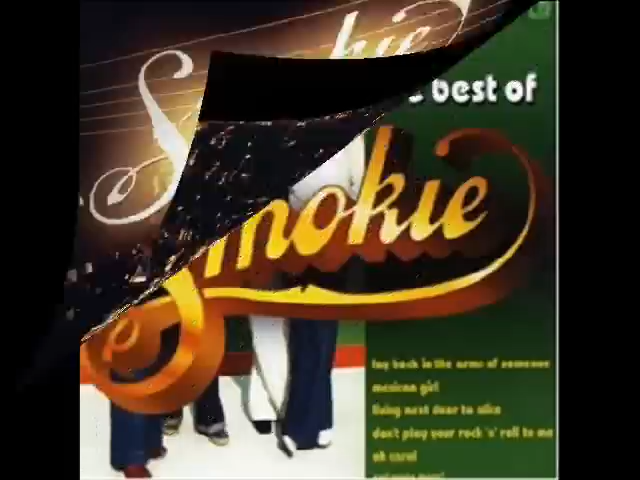 Smokie
best of
Smokie
lay back in the arms of someone
mexican girl
living next door to alice
don't play your rock 'n' roll to me
oh carol